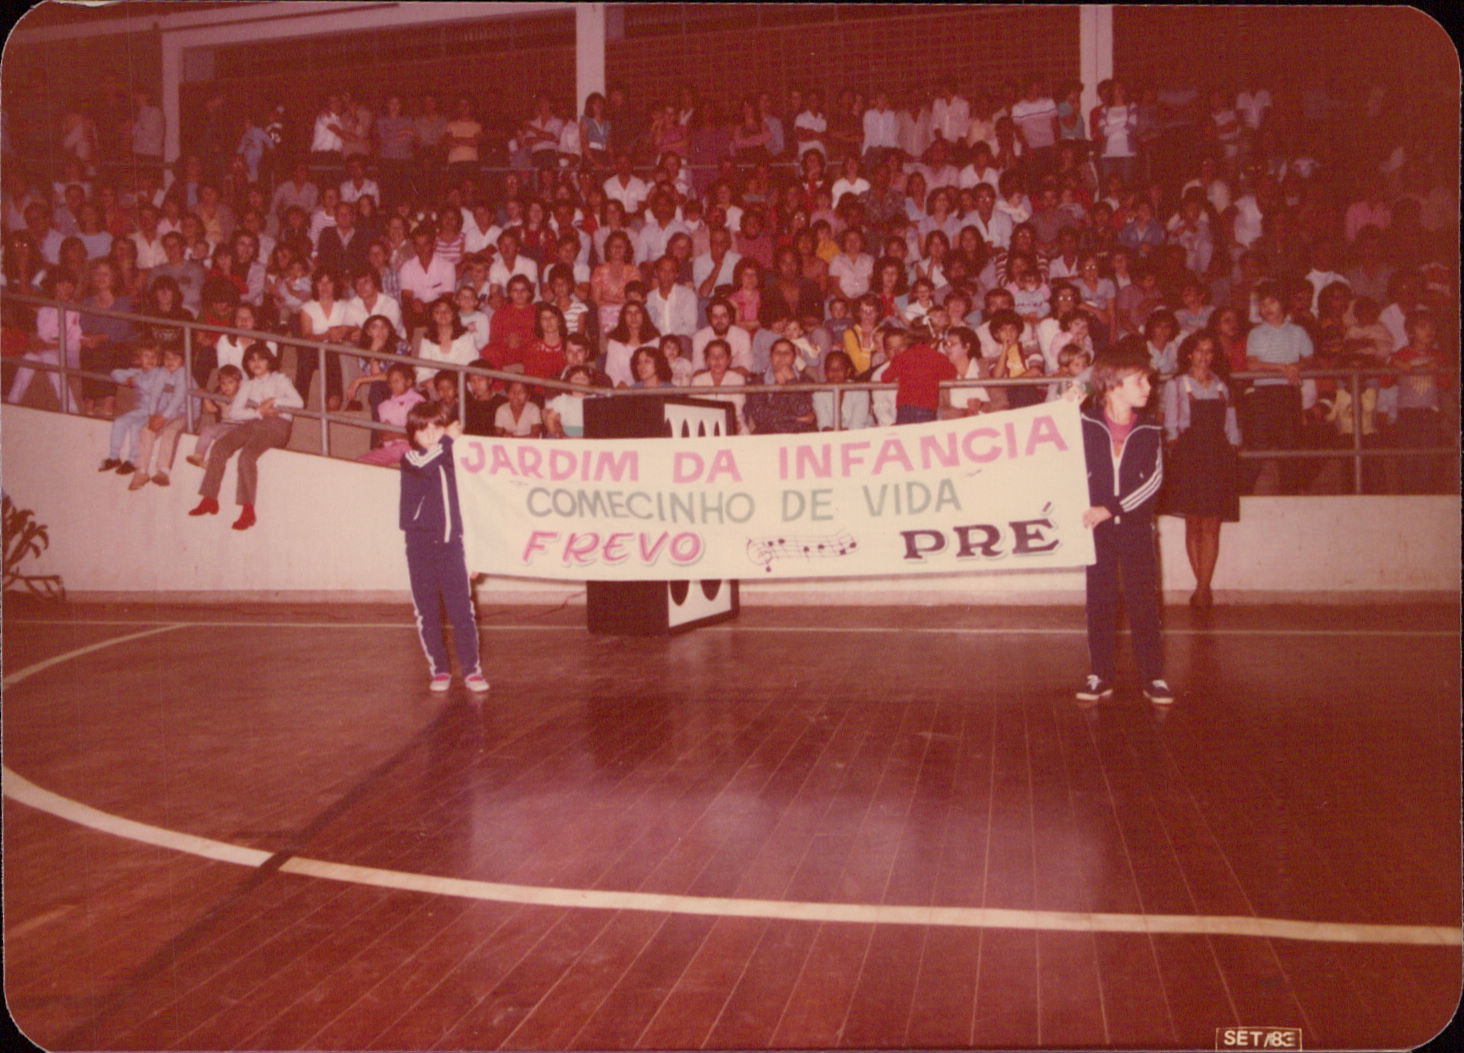 JARDIM DA INFÂNCIA
"COMECINHO DE VIDA"
FREVO PRÉ
SET/83